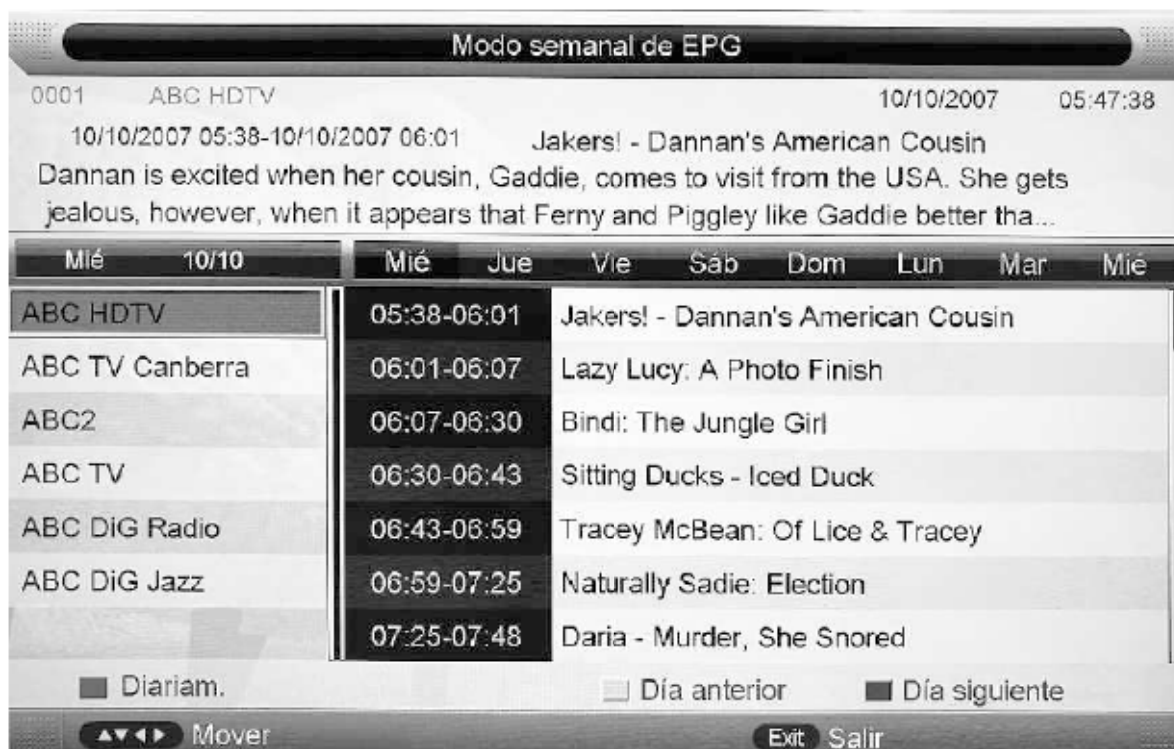 Modo semanal de EPG
0001 ABC HDTV 10/10/2007 05:47:38
10/10/2007 05:38-10/10/2007 06:01 Jakers! - Dannan's American Cousin
Dannan is excited when her cousin, Gaddie, comes to visit from the USA. She gets
jealous, however, when it appears that Ferny and Piggley like Gaddie better tha...
Mié 10/10 Mié Jue Vie Sáb Dom Lun Mar Mié
ABC HDTV 05:38-06:01 Jakers! - Dannan's American Cousin
ABC TV Canberra 06:01-06:07 Lazy Lucy: A Photo Finish
ABC2 06:07-06:30 Bindi: The Jungle Girl
ABC TV 06:30-06:43 Sitting Ducks - Iced Duck
ABC DiG Radio 06:43-06:59 Tracey McBean: Of Lice & Tracey
ABC DiG Jazz 06:59-07:25 Naturally Sadie: Election
07:25-07:48 Daria - Murder, She Snored
Diariam. Día anterior Día siguiente
Mover Exit Salir